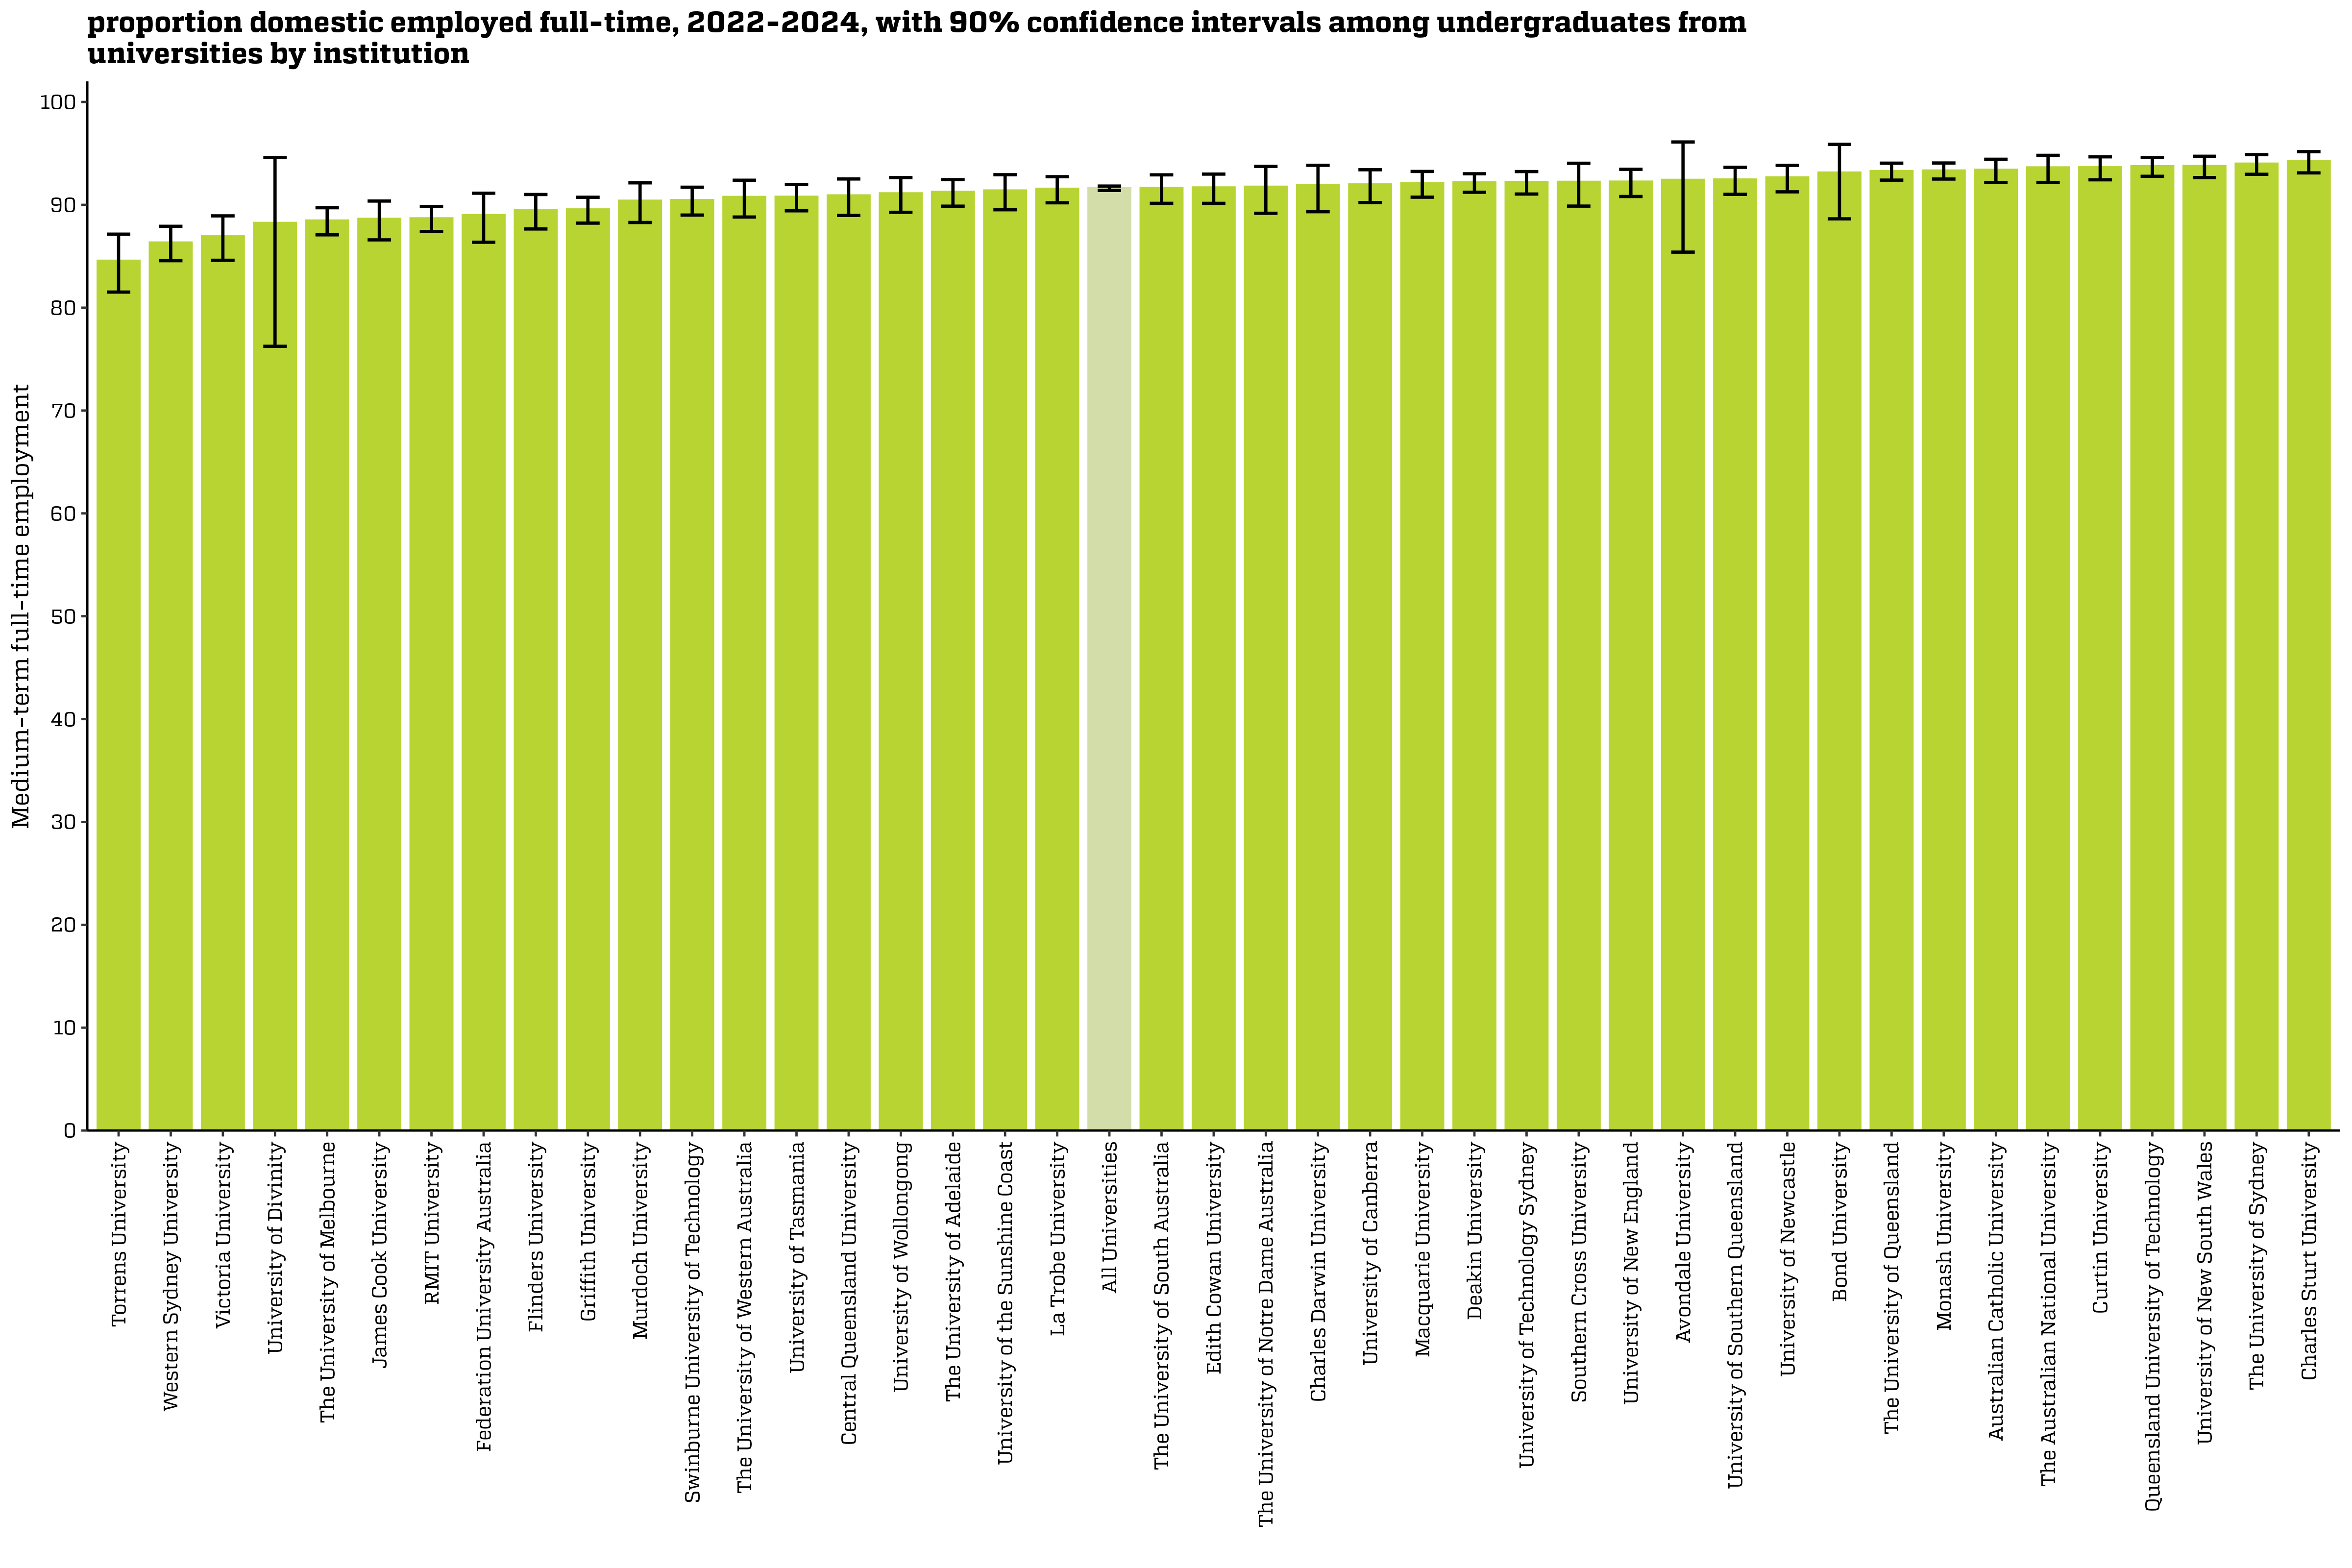 proportion domestic employed full-time, 2022-2024, with 90% confidence intervals among undergraduates from
universities by institution
Medium-term full-time employment
100
90
80
70
60
50
40
30
20
10
0
Torrens University
Western Sydney University
Victoria University
University of Divinity
The University of Melbourne
James Cook University
RMIT University
Federation University Australia
Flinders University
Griffith University
Murdoch University
Swinburne University of Technology
The University of Western Australia
University of Tasmania
Central Queensland University
University of Wollongong
The University of Adelaide
University of the Sunshine Coast
La Trobe University
All Universities
The University of South Australia
Edith Cowan University
The University of Notre Dame Australia
Charles Darwin University
University of Canberra
Macquarie University
Deakin University
University of Technology Sydney
Southern Cross University
University of New England
Avondale University
University of Southern Queensland
University of Newcastle
Bond University
The University of Queensland
Monash University
Australian Catholic University
The Australian National University
Curtin University
Queensland University of Technology
University of New South Wales
The University of Sydney
Charles Sturt University